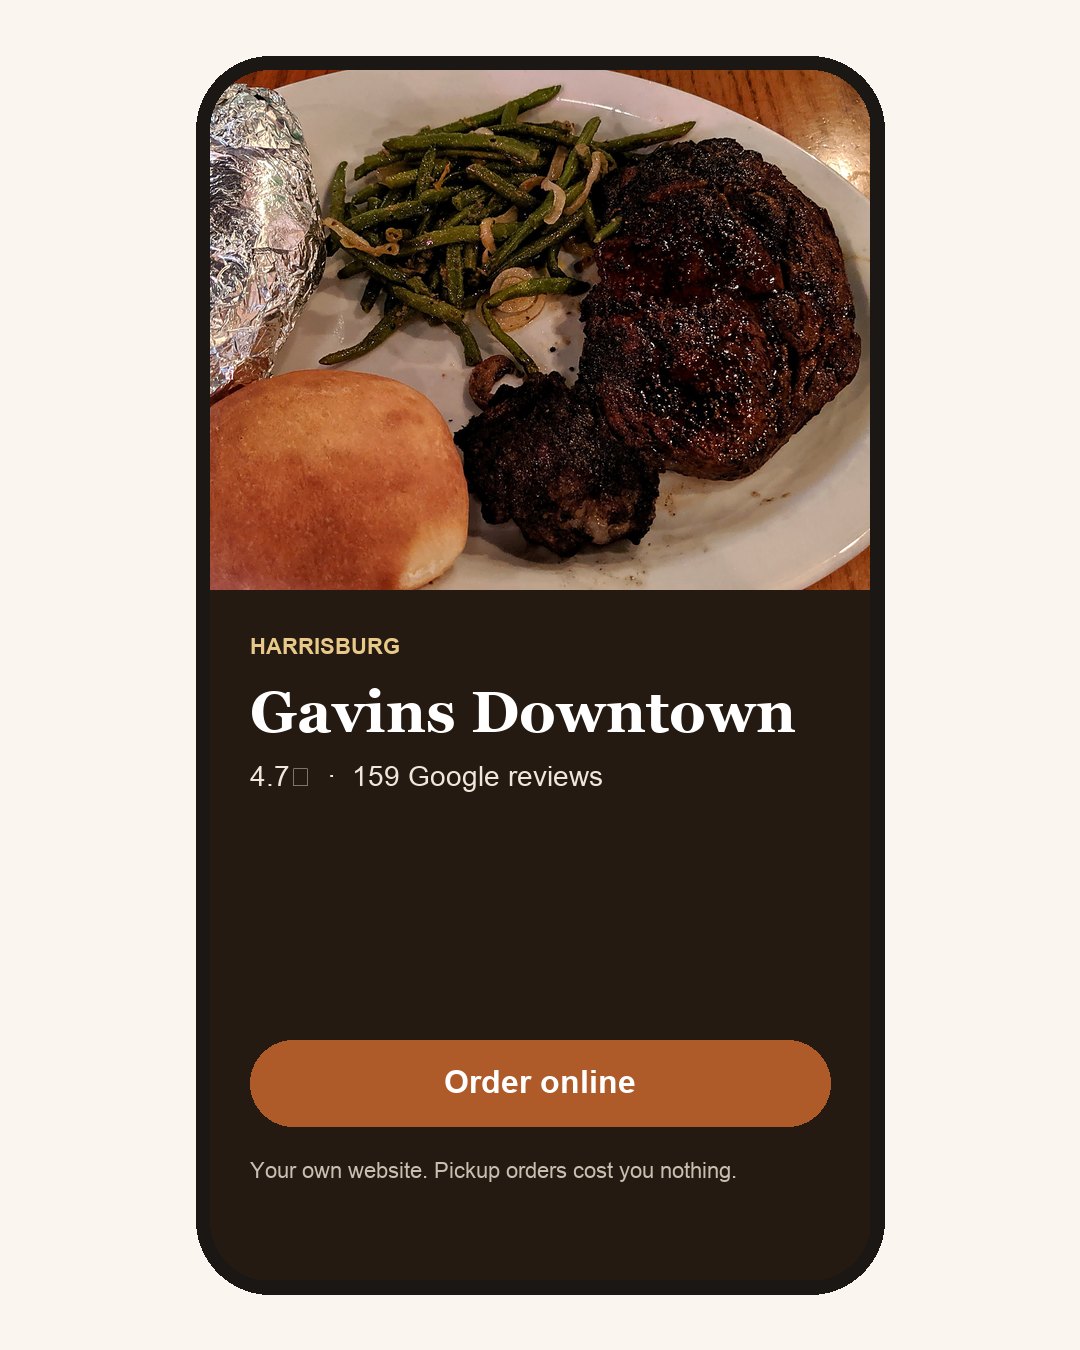 HARRISBURG
Gavins Downtown
4.7□ · 159 Google reviews
Order online
Your own website. Pickup orders cost you nothing.